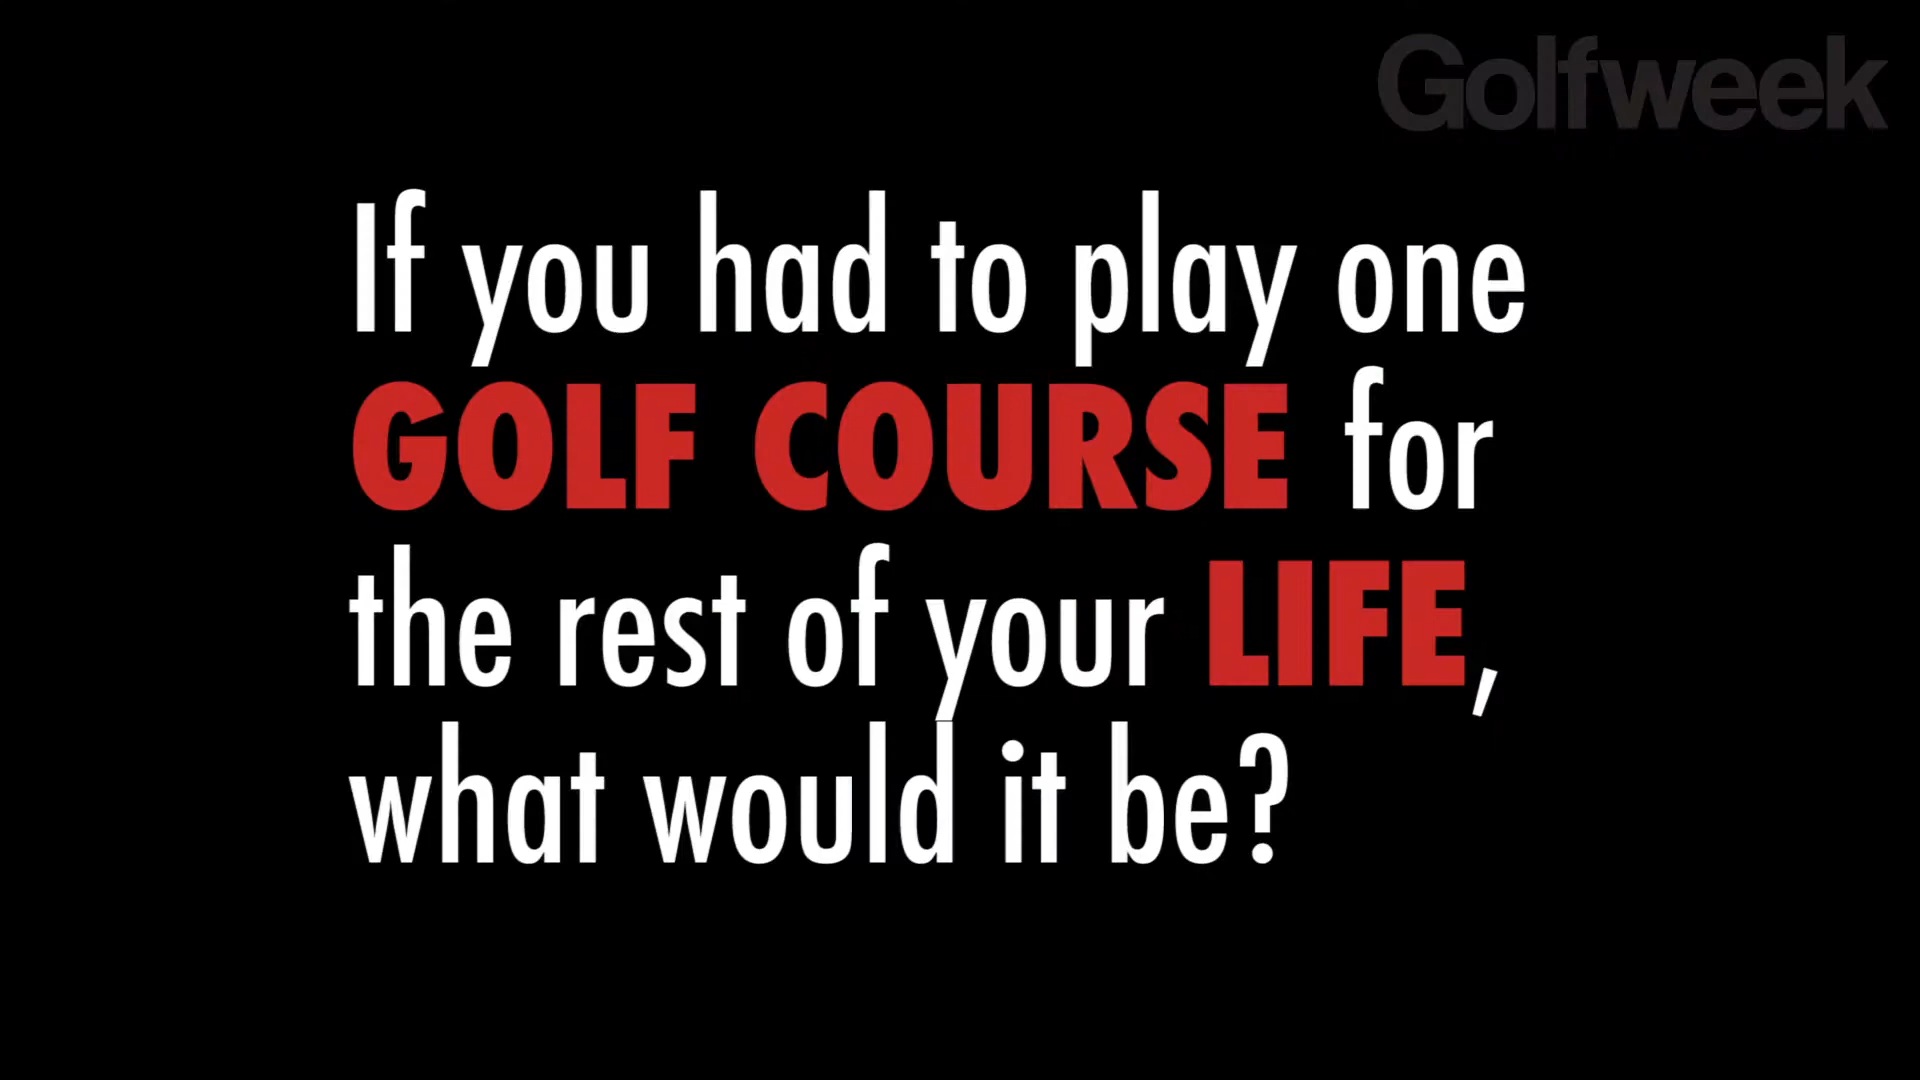 Golfweek
If you had to play one
GOLF COURSE for
the rest of your LIFE,
what would it be?